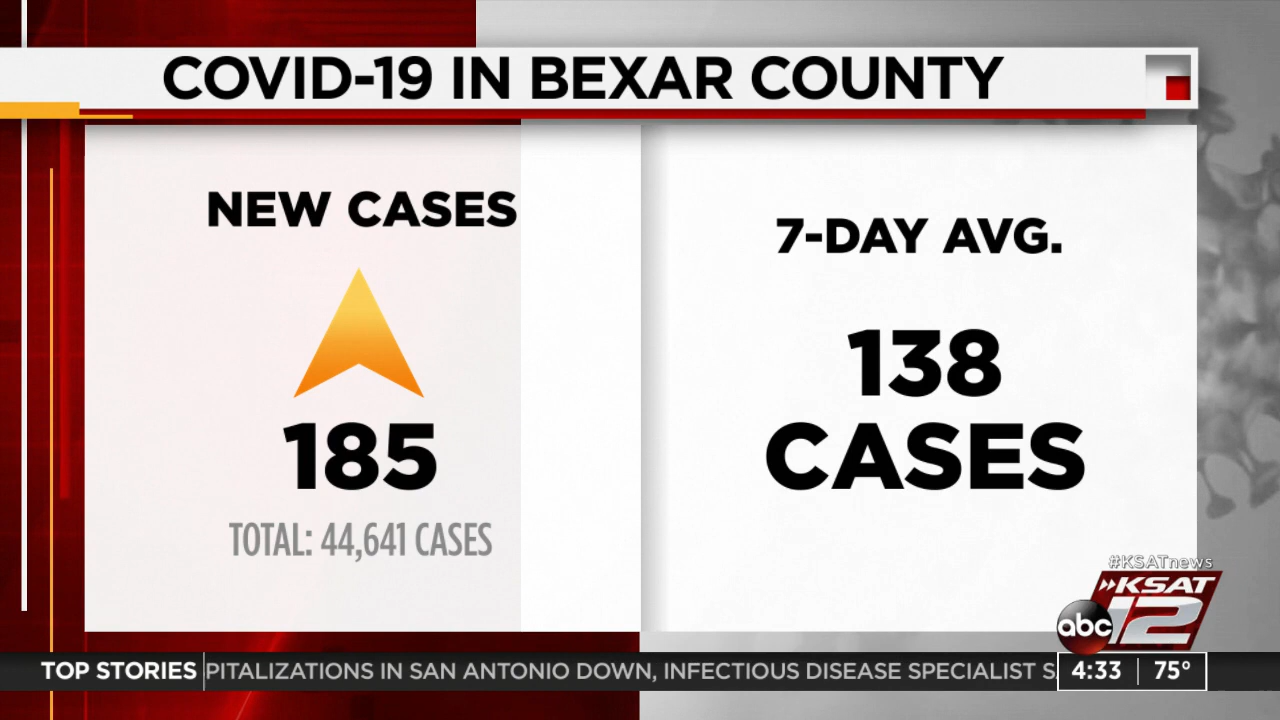 COVID-19 IN BEXAR COUNTY
NEW CASES
185
TOTAL: 44,641 CASES
7-DAY AVG.
138
CASES
#KSATnews
KSAT
abc 12
TOP STORIES PITALIZATIONS IN SAN ANTONIO DOWN, INFECTIOUS DISEASE SPECIALIST S
4:33 75°